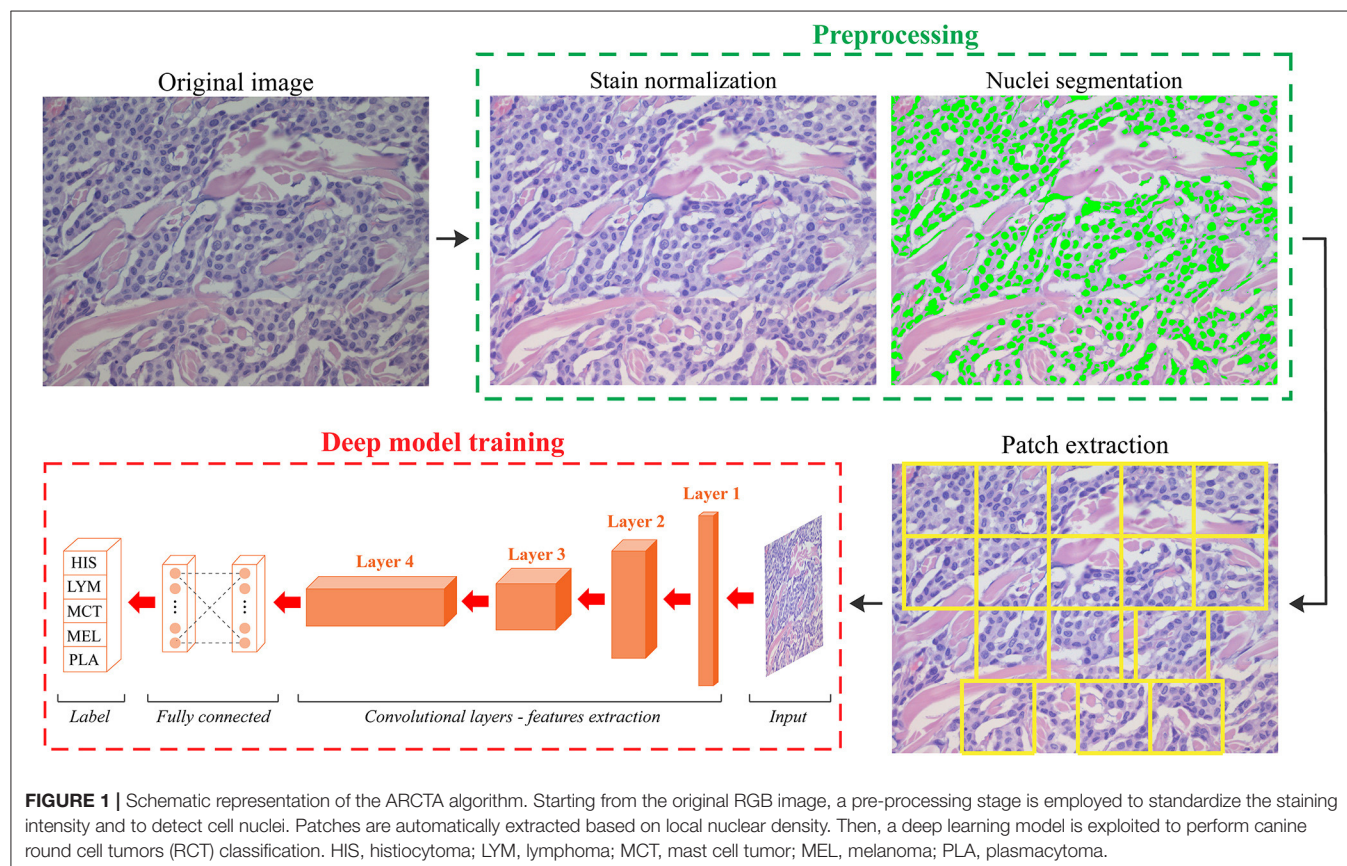 Preprocessing
Original image
Stain normalization
Nuclei segmentation
Deep model training
Patch extraction
Layer 1
Layer 2
Layer 3
Layer 4
HIS
LYM
MCT
MEL
PLA
Label
Fully connected
Convolutional layers - features extraction
Input
FIGURE 1 | Schematic representation of the ARCTA algorithm. Starting from the original RGB image, a pre-processing stage is employed to standardize the staining
intensity and to detect cell nuclei. Patches are automatically extracted based on local nuclear density. Then, a deep learning model is exploited to perform canine
round cell tumors (RCT) classification. HIS, histiocytoma; LYM, lymphoma; MCT, mast cell tumor; MEL, melanoma; PLA, plasmacytoma.